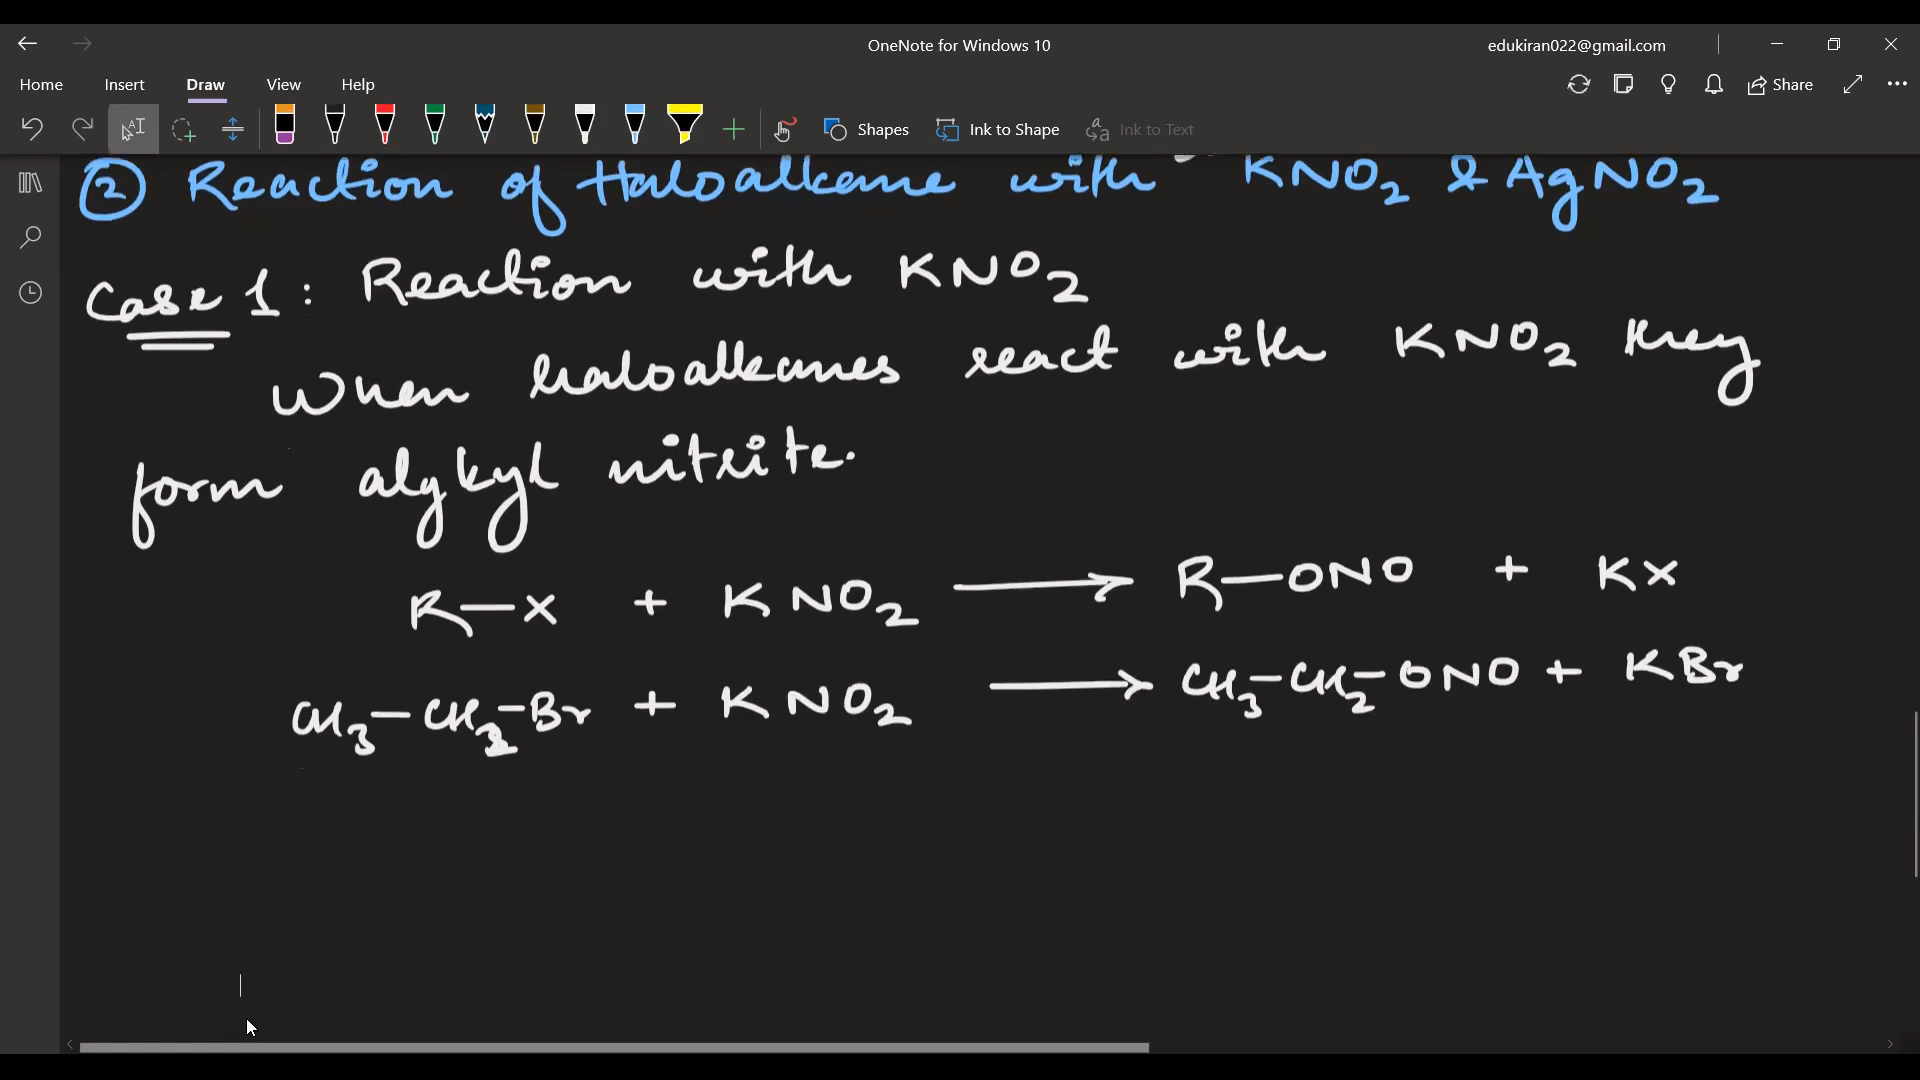 OneNote for Windows 10
edukiran022@gmail.com
Home Insert Draw View Help
Share
Shapes Ink to Shape Ink to Text
② Reaction of Haloalkane with KNO₂ & AgNO₂
Case 1 : Reaction with KNO₂
When haloalkanes react with KNO₂ they
form algkyl nitrite.
R—X + KNO₂ ⟶ R—ONO + KX
CH₃—CH₂—Br + KNO₂ ⟶ CH₃—CH₂—ONO + KBr